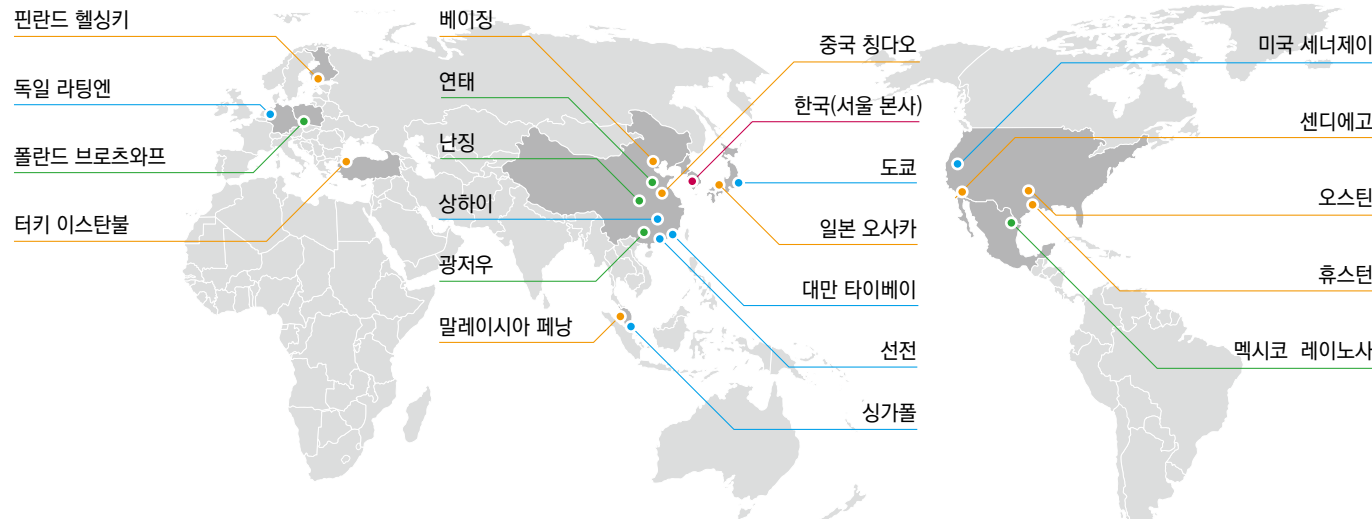 핀란드 헬싱키
독일 라팅엔
폴란드 브로츠와프
터키 이스탄불
베이징
연태
난징
상하이
광저우
말레이시아 페낭
중국 칭다오
한국(서울 본사)
도쿄
일본 오사카
대만 타이베이
선전
싱가폴
미국 세너제이
센디에고
오스틴
휴스턴
멕시코 레이노사